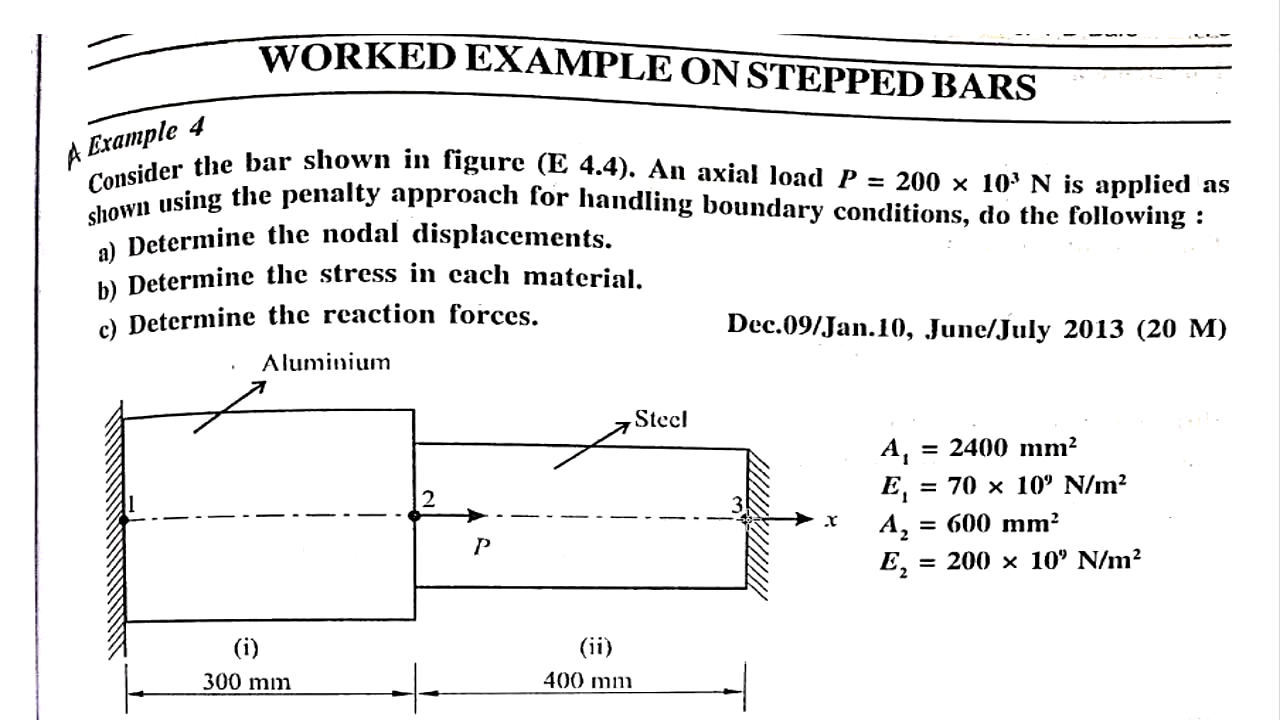 WORKED EXAMPLE ON STEPPED BARS
Example 4
Consider the bar shown in figure (E 4.4). An axial load P = 200 × 10³ N is applied as
shown using the penalty approach for handling boundary conditions, do the following :
a) Determine the nodal displacements.
b) Determine the stress in each material.
c) Determine the reaction forces.
Dec.09/Jan.10, June/July 2013 (20 M)
Aluminium
Steel
A₁ = 2400 mm²
E₁ = 70 × 10⁹ N/m²
A₂ = 600 mm²
E₂ = 200 × 10⁹ N/m²
1
2
3
x
P
(i)
(ii)
300 mm
400 mm